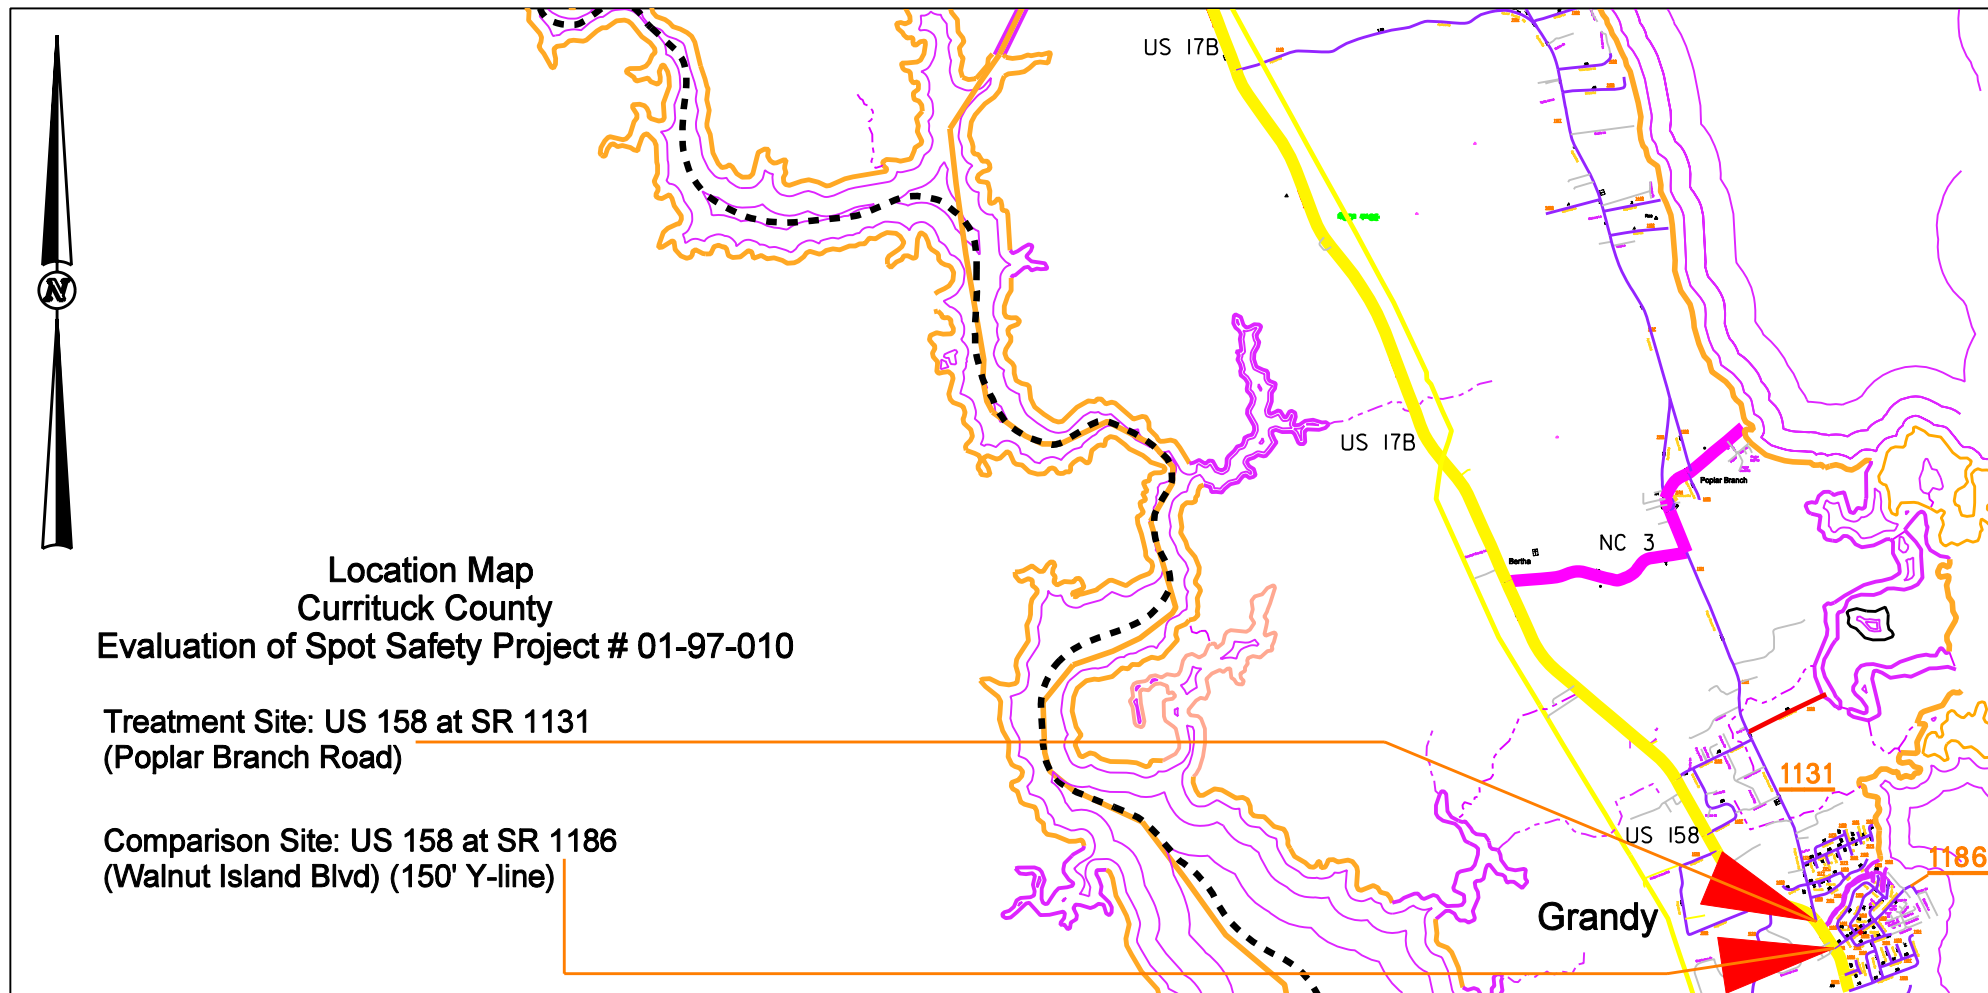 US 17B
N
US 17B
Poplar Branch
NC 3
Bertha
Location Map
Currituck County
Evaluation of Spot Safety Project # 01-97-010
Treatment Site: US 158 at SR 1131
(Poplar Branch Road)
1131
US 158
Comparison Site: US 158 at SR 1186
(Walnut Island Blvd) (150' Y-line)
1186
Grandy